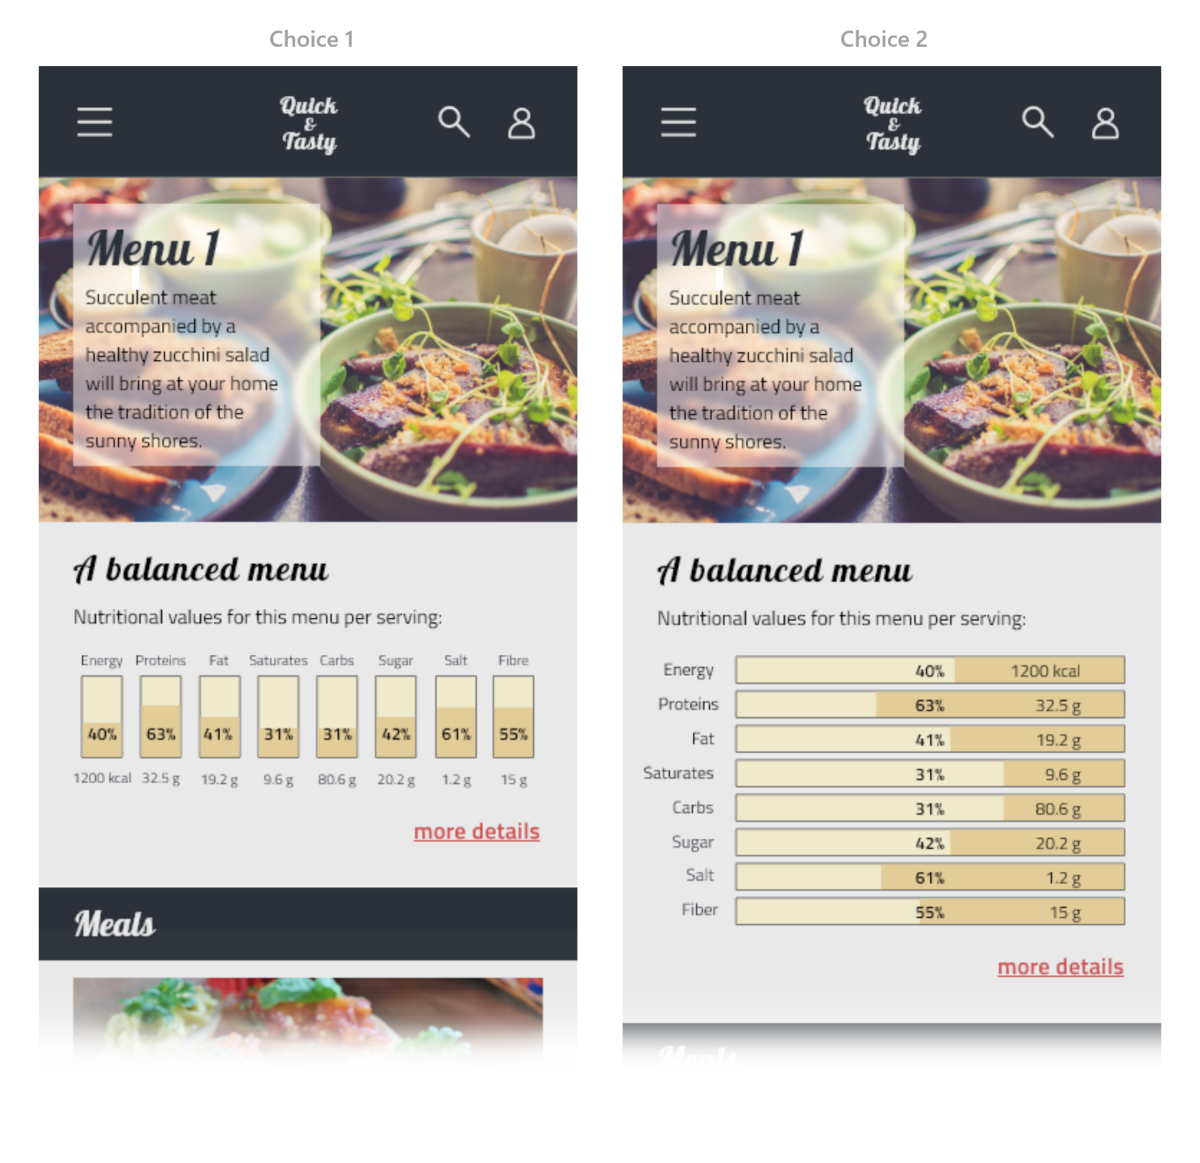 Choice 1
Quick
&
Tasty
Menu 1
Succulent meat
accompanied by a
healthy zucchini salad
will bring at your home
the tradition of the
sunny shores.
A balanced menu
Nutritional values for this menu per serving:
Energy Proteins Fat Saturates Carbs Sugar Salt Fibre
40% 63% 41% 31% 31% 42% 61% 55%
1200 kcal 32.5 g 19.2 g 9.6 g 80.6 g 20.2 g 1.2 g 15 g
more details
Meals
Choice 2
Quick
&
Tasty
Menu 1
Succulent meat
accompanied by a
healthy zucchini salad
will bring at your home
the tradition of the
sunny shores.
A balanced menu
Nutritional values for this menu per serving:
Energy 40% 1200 kcal
Proteins 63% 32.5 g
Fat 41% 19.2 g
Saturates 31% 9.6 g
Carbs 31% 80.6 g
Sugar 42% 20.2 g
Salt 61% 1.2 g
Fiber 55% 15 g
more details
Meals